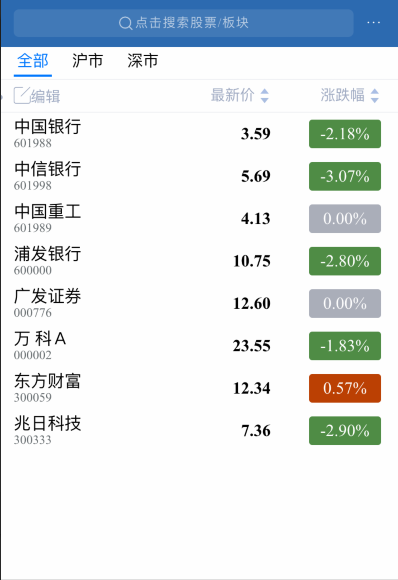 点击搜索股票/板块 ···
全部 沪市 深市
编辑 最新价 涨跌幅
中国银行 3.59 -2.18%
601988
中信银行 5.69 -3.07%
601998
中国重工 4.13 0.00%
601989
浦发银行 10.75 -2.80%
600000
广发证券 12.60 0.00%
000776
万 科A 23.55 -1.83%
000002
东方财富 12.34 0.57%
300059
兆日科技 7.36 -2.90%
300333